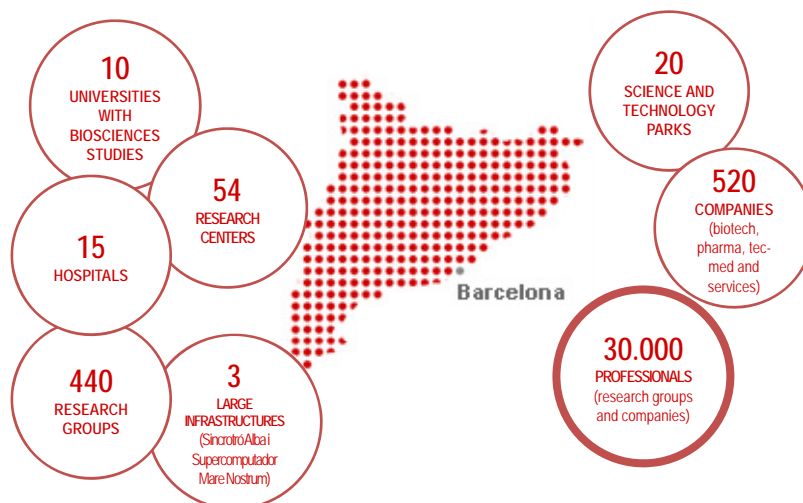 10
UNIVERSITIES
WITH
BIOSCIENCES
STUDIES
54
RESEARCH
CENTERS
15
HOSPITALS
440
RESEARCH
GROUPS
3
LARGE
INFRASTRUCTURES
(Sincrotró Alba i
Supercomputador
Mare Nostrum)
Barcelona
20
SCIENCE AND
TECHNOLOGY
PARKS
520
COMPANIES
(biotech,
pharma, tec-
med and
services)
30.000
PROFESSIONALS
(research groups
and companies)